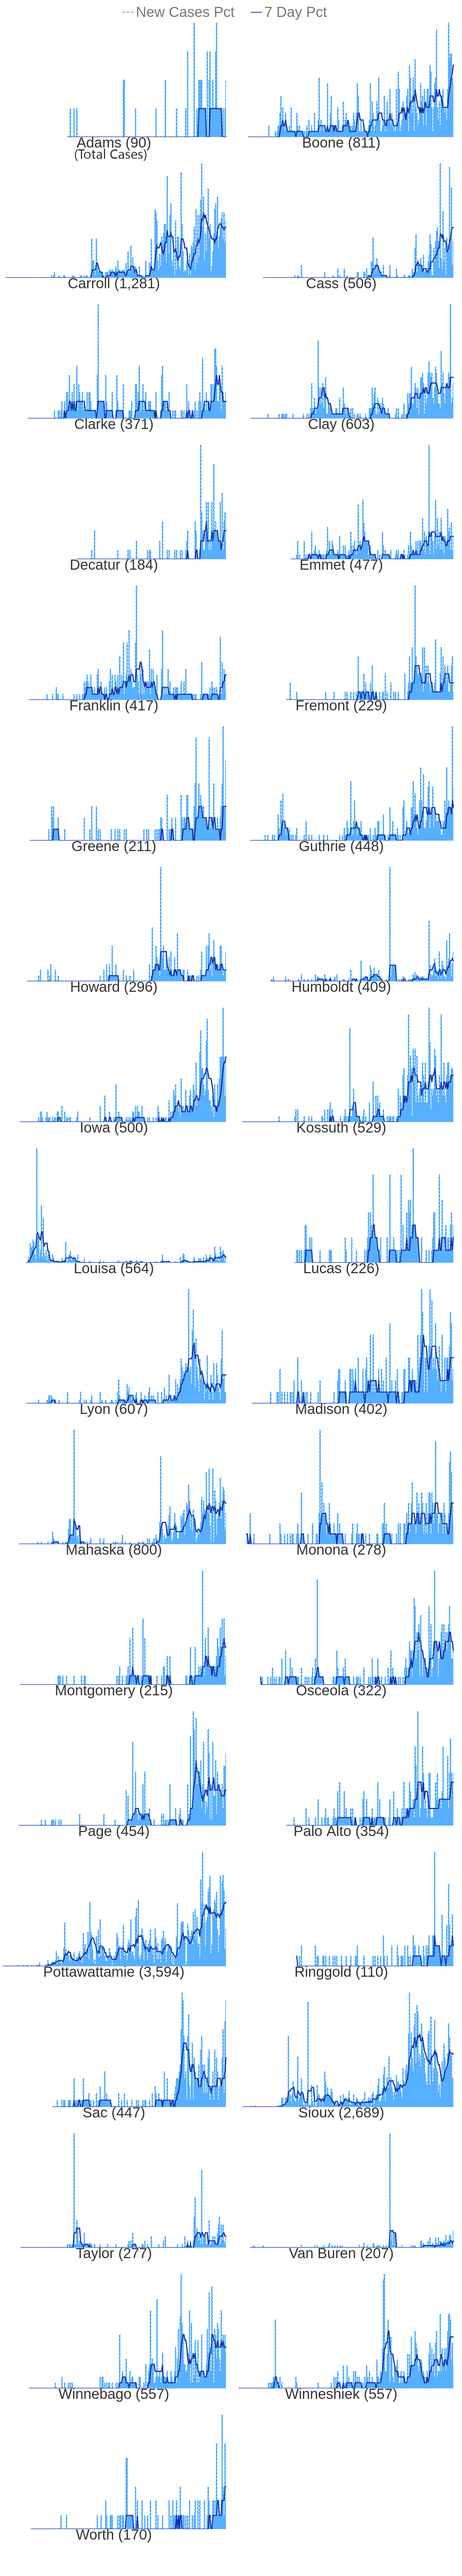 New Cases Pct 7 Day Pct
Adams (90) Boone (811)
(Total Cases)
Carroll (1,281) Cass (506)
Clarke (371) Clay (603)
Decatur (184) Emmet (477)
Franklin (417) Fremont (229)
Greene (211) Guthrie (448)
Howard (296) Humboldt (409)
Iowa (500) Kossuth (529)
Louisa (564) Lucas (226)
Lyon (607) Madison (402)
Mahaska (800) Monona (278)
Montgomery (215) Osceola (322)
Page (454) Palo Alto (354)
Pottawattamie (3,594) Ringgold (110)
Sac (447) Sioux (2,689)
Taylor (277) Van Buren (207)
Winnebago (557) Winneshiek (557)
Worth (170)